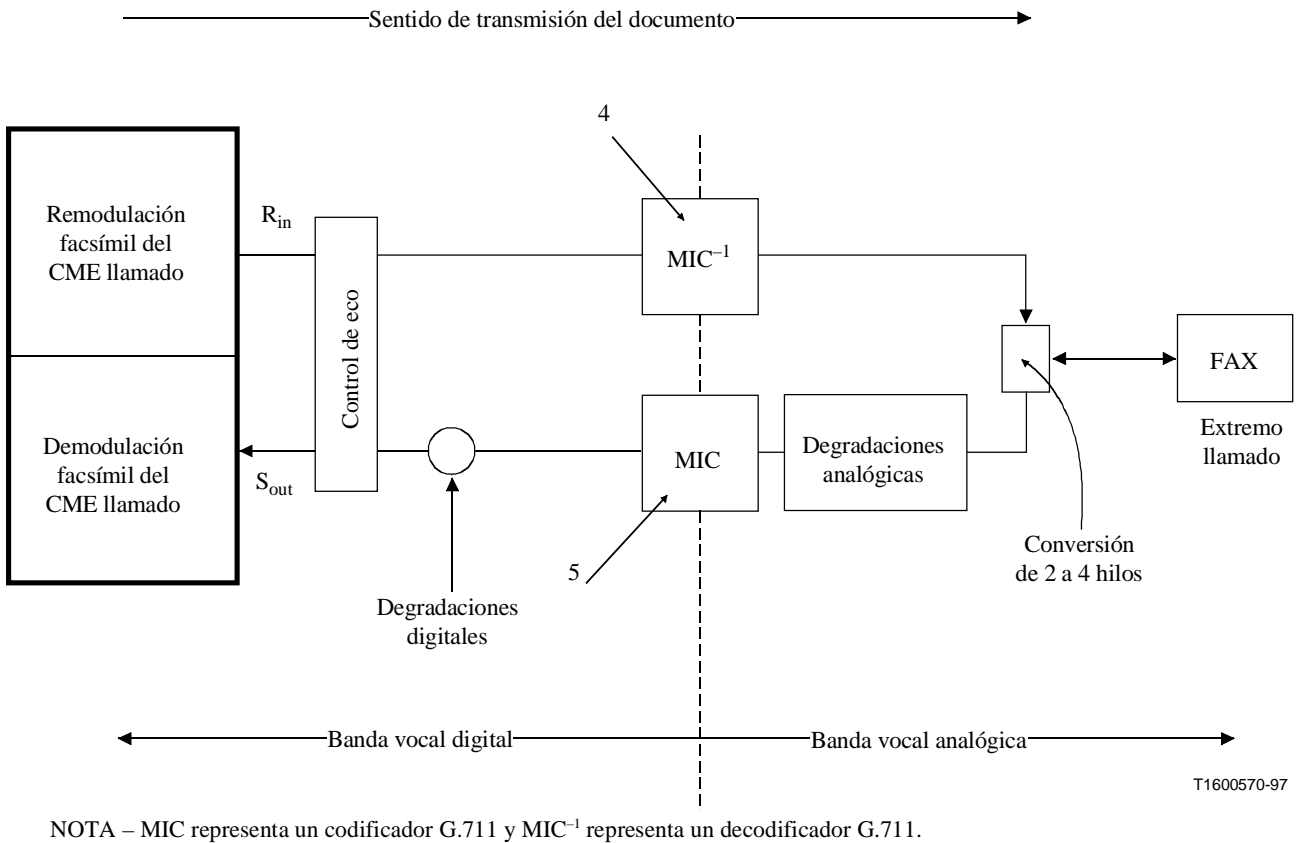 Sentido de transmisión del documento
4
Remodulación
facsímil del
CME llamado
R_in
Control de eco
MIC⁻¹
FAX
Extremo
llamado
Demodulación
facsímil del
CME llamado
S_out
MIC
Degradaciones
analógicas
5
Conversión
de 2 a 4 hilos
Degradaciones
digitales
Banda vocal digital
Banda vocal analógica
T1600570-97
NOTA – MIC representa un codificador G.711 y MIC⁻¹ representa un decodificador G.711.